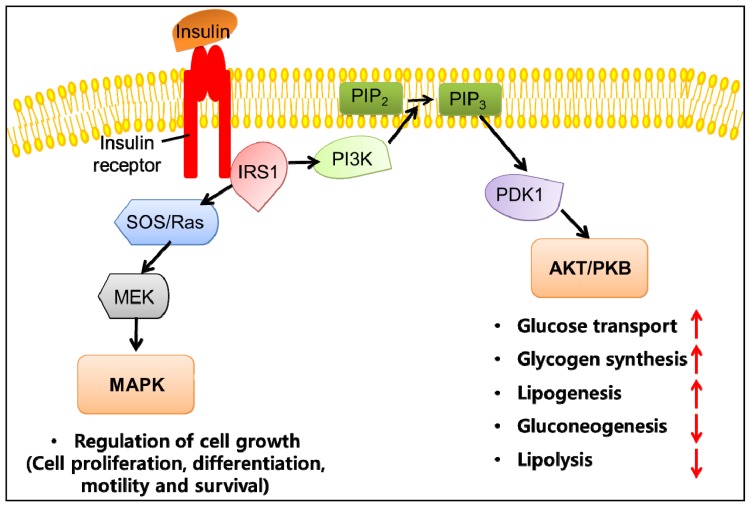 Insulin
PIP2
PIP3
Insulin
receptor
IRS1
PI3K
PDK1
SOS/Ras
AKT/PKB
MEK
MAPK
• Glucose transport
• Glycogen synthesis
• Lipogenesis
• Gluconeogenesis
• Lipolysis
• Regulation of cell growth
(Cell proliferation, differentiation,
motility and survival)